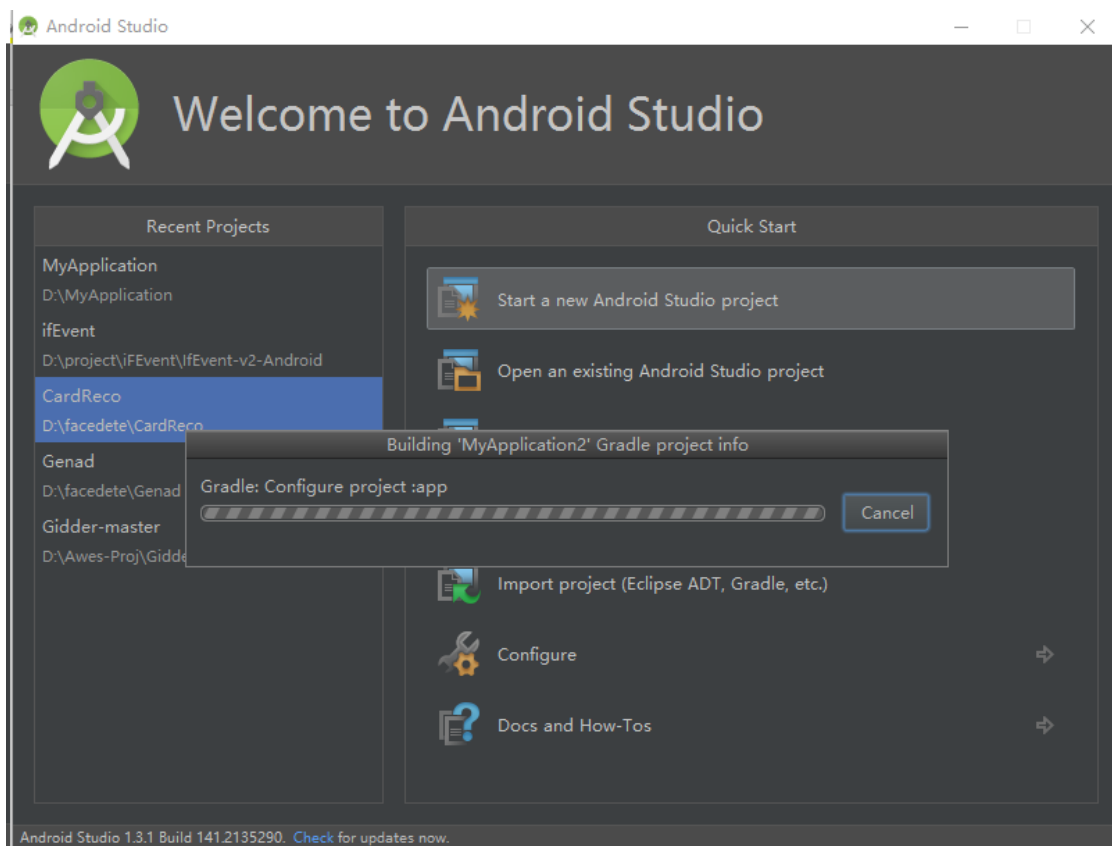 Android Studio
Welcome to Android Studio
Recent Projects
MyApplication
D:\MyApplication
ifEvent
D:\project\iFEvent\IfEvent-v2-Android
CardReco
D:\facedete\CardReco
Genad
D:\facedete\Genad
Gidder-master
D:\Awes-Proj\Gidde
Quick Start
Start a new Android Studio project
Open an existing Android Studio project
Building 'MyApplication2' Gradle project info
Gradle: Configure project :app
Cancel
Import project (Eclipse ADT, Gradle, etc.)
Configure
Docs and How-Tos
Android Studio 1.3.1 Build 141.2135290. Check for updates now.